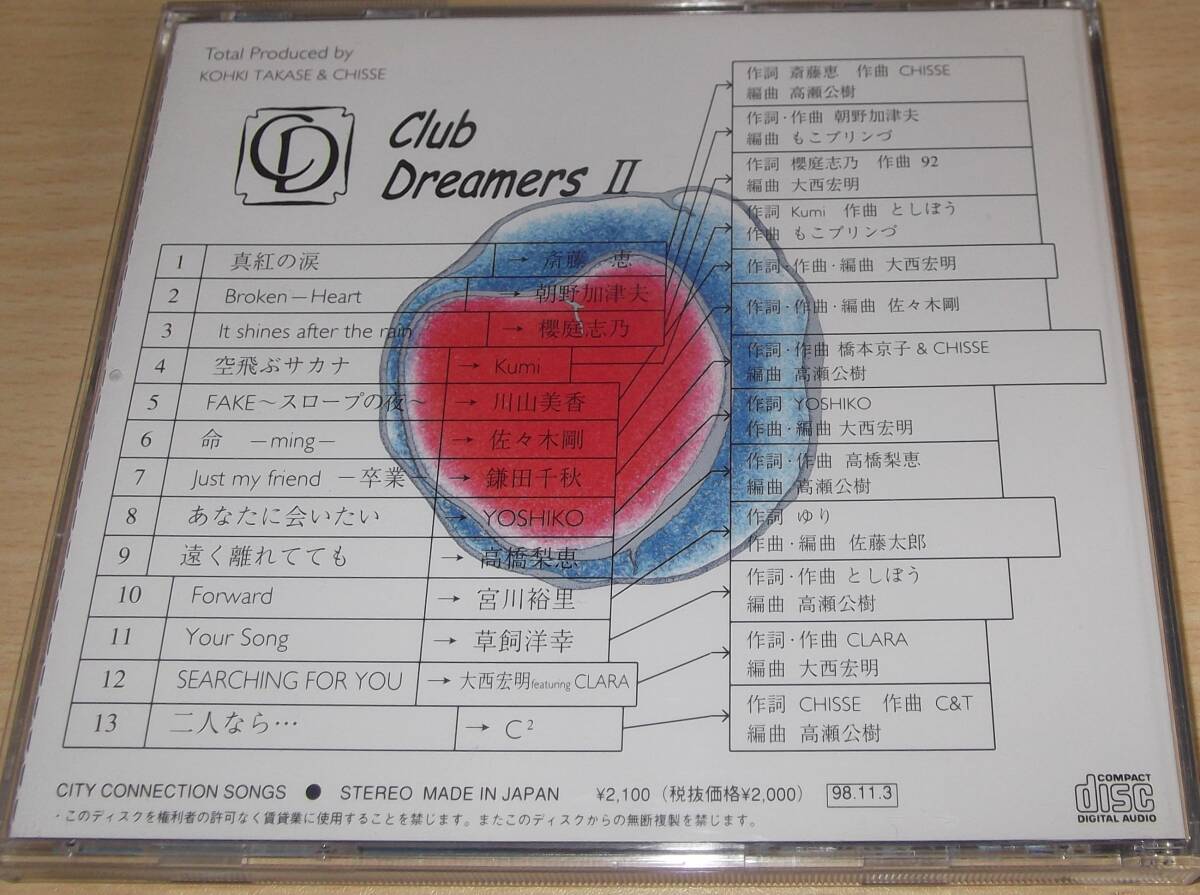 Total Produced by
KOHKI TAKASE & CHISSE
CD
Club
Dreamers II
1 真紅の涙 → 斎藤 恵
2 Broken－Heart → 朝野加津夫
3 It shines after the rain → 櫻庭志乃
4 空飛ぶサカナ → Kumi
5 FAKE～スロープの夜～ → 川山美香
6 命 －ming－ → 佐々木剛
7 Just my friend －卒業－ → 鎌田千秋
8 あなたに会いたい → YOSHIKO
9 遠く離れてても →高橋梨恵
10 Forward → 宮川裕里
11 Your Song → 草飼洋幸
12 SEARCHING FOR YOU → 大西宏明featuring CLARA
13 二人なら… → C²
作詞 斎藤恵 作曲 CHISSE
編曲 高瀬公樹
作詞・作曲 朝野加津夫
編曲 もこブリンづ
作詞 櫻庭志乃 作曲 92
編曲 大西宏明
作詞 Kumi 作曲 としぼう
作曲 もこブリンづ
作詞・作曲・編曲 大西宏明
作詞・作曲・編曲 佐々木剛
作詞・作曲 橋本京子 & CHISSE
編曲 高瀬公樹
作詞 YOSHIKO
作曲・編曲 大西宏明
作詞・作曲 高橋梨恵
編曲 高瀬公樹
作詞 ゆり
作曲・編曲 佐藤太郎
作詞・作曲 としぼう
編曲 高瀬公樹
作詞・作曲 CLARA
編曲 大西宏明
作詞 CHISSE 作曲 C&T
編曲 高瀬公樹
CITY CONNECTION SONGS ● STEREO MADE IN JAPAN ¥2,100（税抜価格¥2,000） 98.11.3
・このディスクを権利者の許可なく賃貸業に使用することを禁じます。またこのディスクからの無断複製を禁じます。
COMPACT
disc
DIGITAL AUDIO